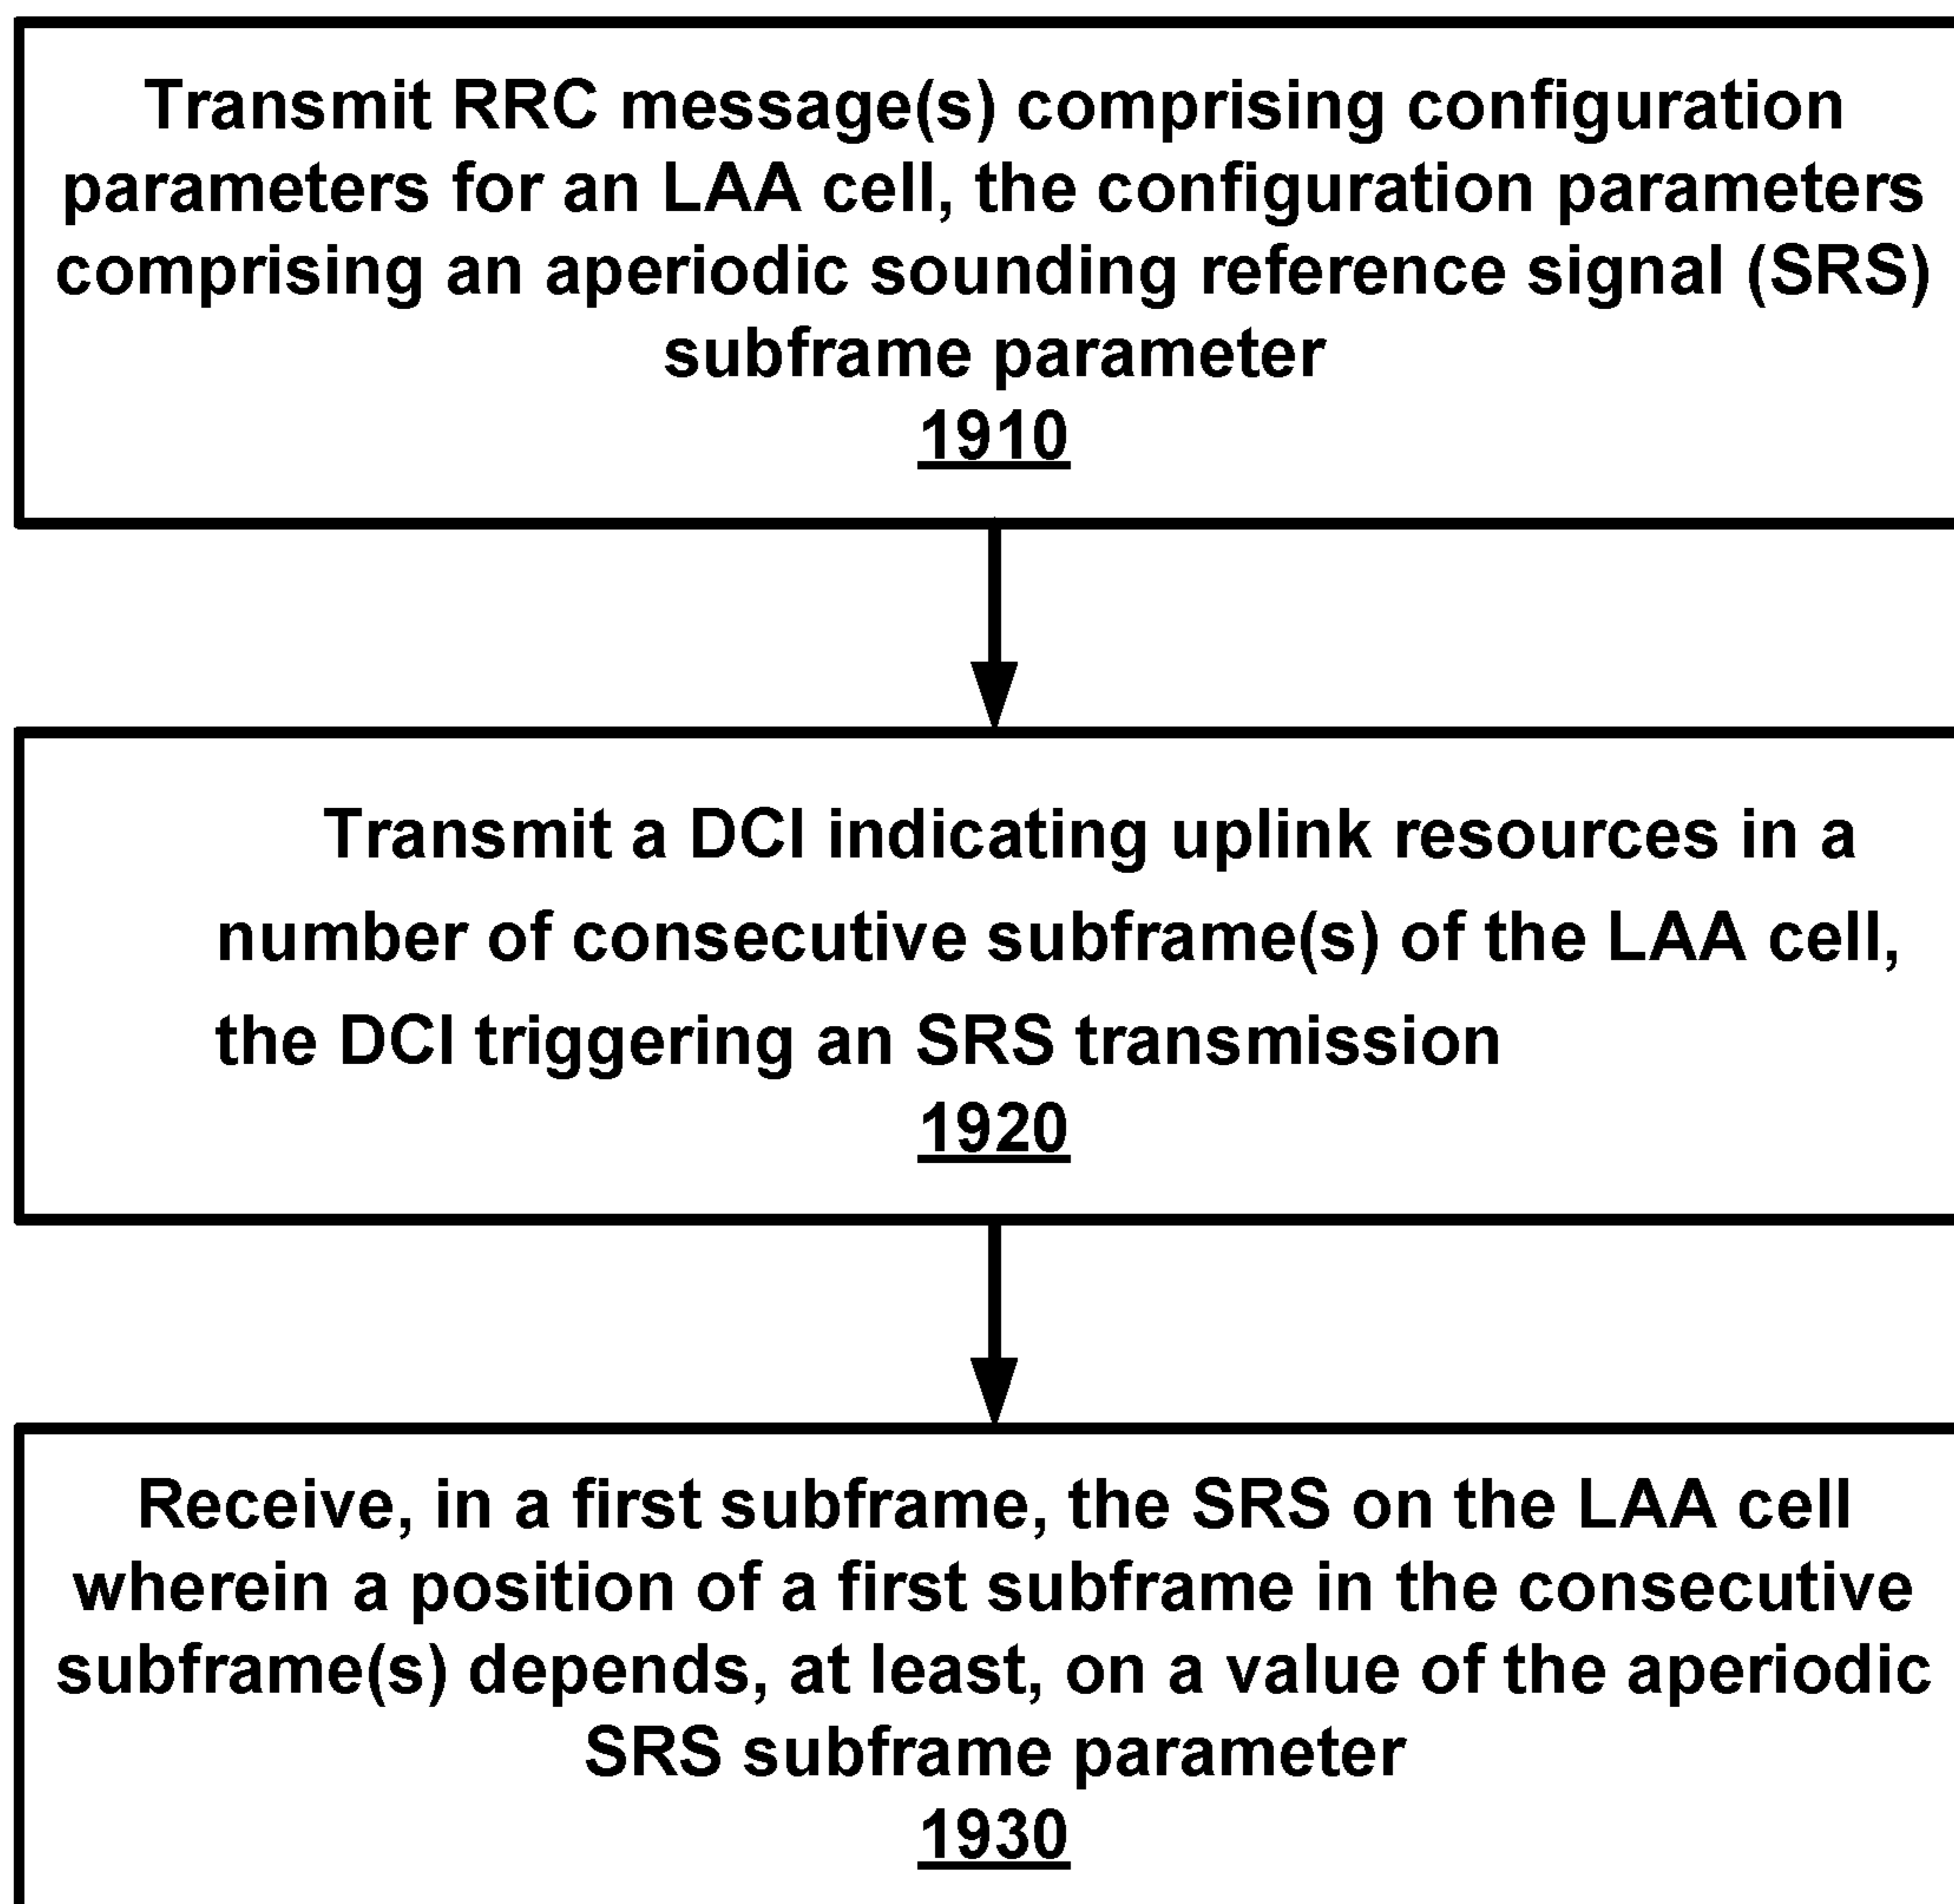 Transmit RRC message(s) comprising configuration
parameters for an LAA cell, the configuration parameters
comprising an aperiodic sounding reference signal (SRS)
subframe parameter
1910
Transmit a DCI indicating uplink resources in a
number of consecutive subframe(s) of the LAA cell,
the DCI triggering an SRS transmission
1920
Receive, in a first subframe, the SRS on the LAA cell
wherein a position of a first subframe in the consecutive
subframe(s) depends, at least, on a value of the aperiodic
SRS subframe parameter
1930